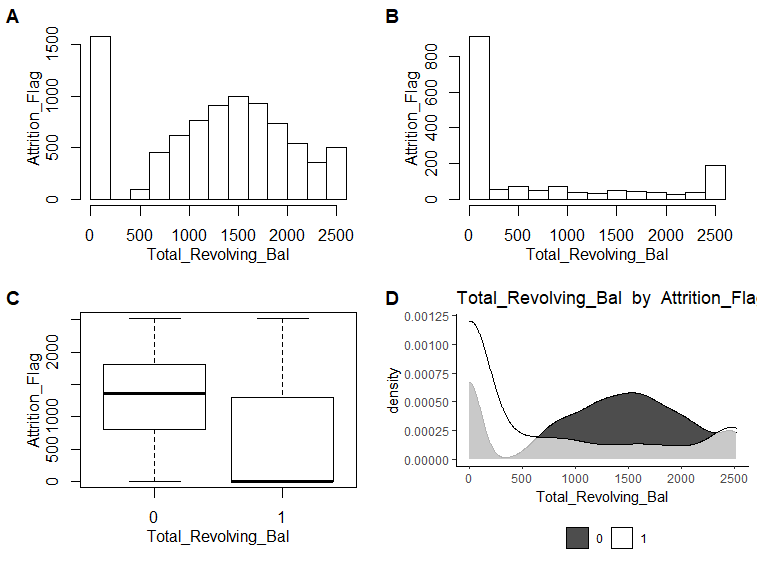 A
Attrition_Flag
0 500 1000 1500
0 500 1000 1500 2000 2500
Total_Revolving_Bal
B
Attrition_Flag
0 200 400 600 800
0 500 1000 1500 2000 2500
Total_Revolving_Bal
C
Attrition_Flag
0 500 1000 2000
0 1
Total_Revolving_Bal
D
Total_Revolving_Bal by Attrition_Flag
density
0.00125
0.00100
0.00075
0.00050
0.00025
0.00000
0 500 1000 1500 2000 2500
Total_Revolving_Bal
0 1